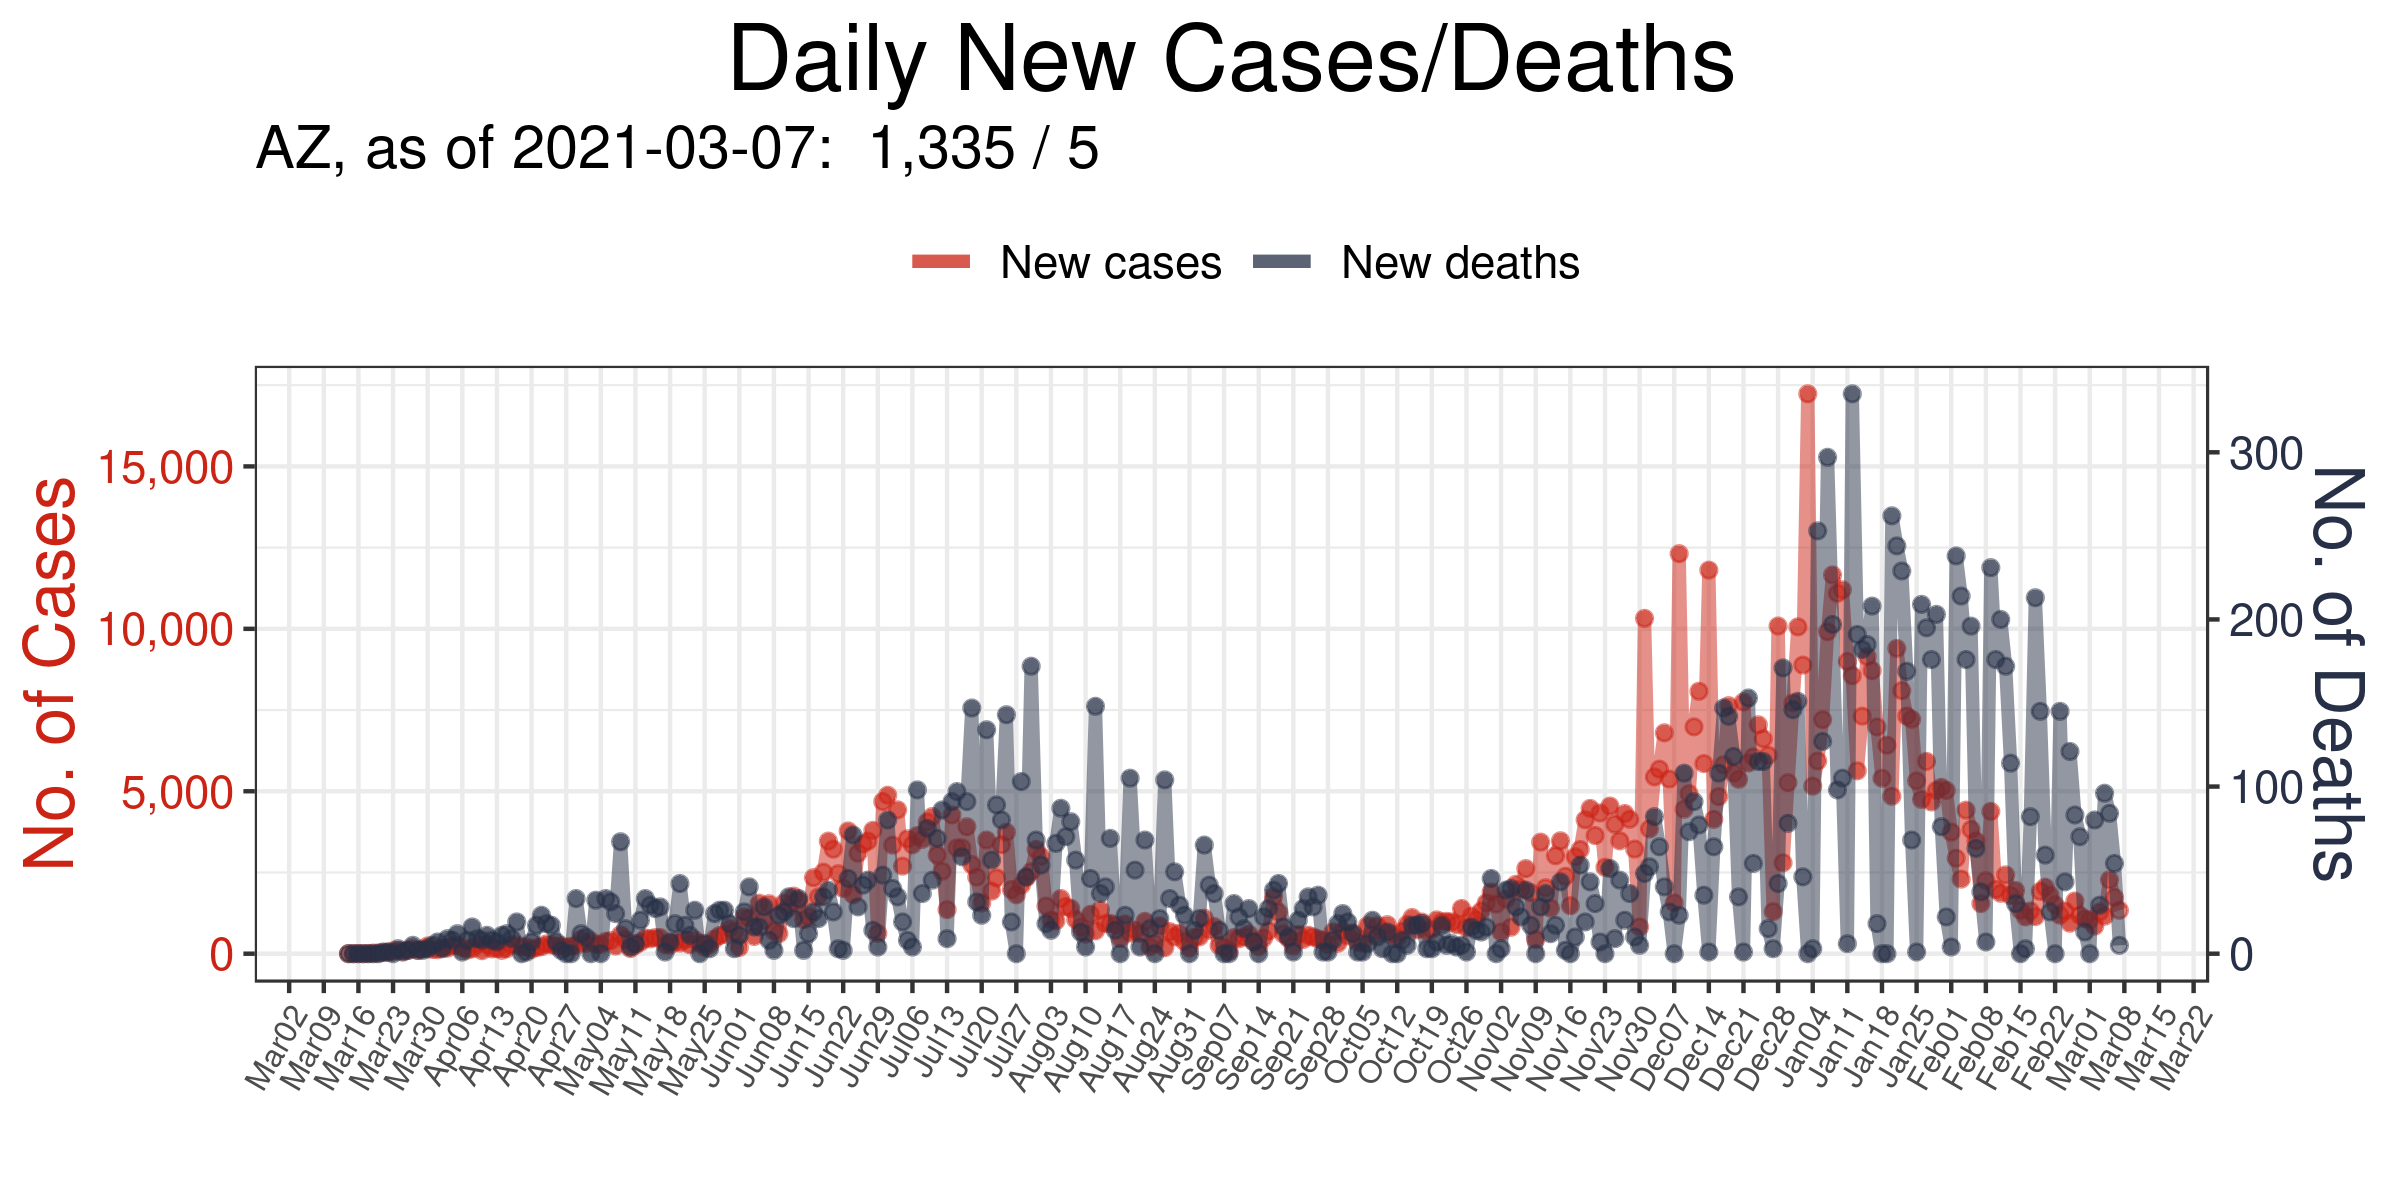 Daily New Cases/Deaths
AZ, as of 2021-03-07:  1,335 / 5
New cases New deaths
No. of Cases
15,000
10,000
5,000
0
300
200
100
0
No. of Deaths
Mar02 Mar09 Mar16 Mar23 Mar30 Apr06 Apr13 Apr20 Apr27 May04 May11 May18 May25 Jun01 Jun08 Jun15 Jun22 Jun29 Jul06 Jul13 Jul20 Jul27 Aug03 Aug10 Aug17 Aug24 Aug31 Sep07 Sep14 Sep21 Sep28 Oct05 Oct12 Oct19 Oct26 Nov02 Nov09 Nov16 Nov23 Nov30 Dec07 Dec14 Dec21 Dec28 Jan04 Jan11 Jan18 Jan25 Feb01 Feb08 Feb15 Feb22 Mar01 Mar08 Mar15 Mar22